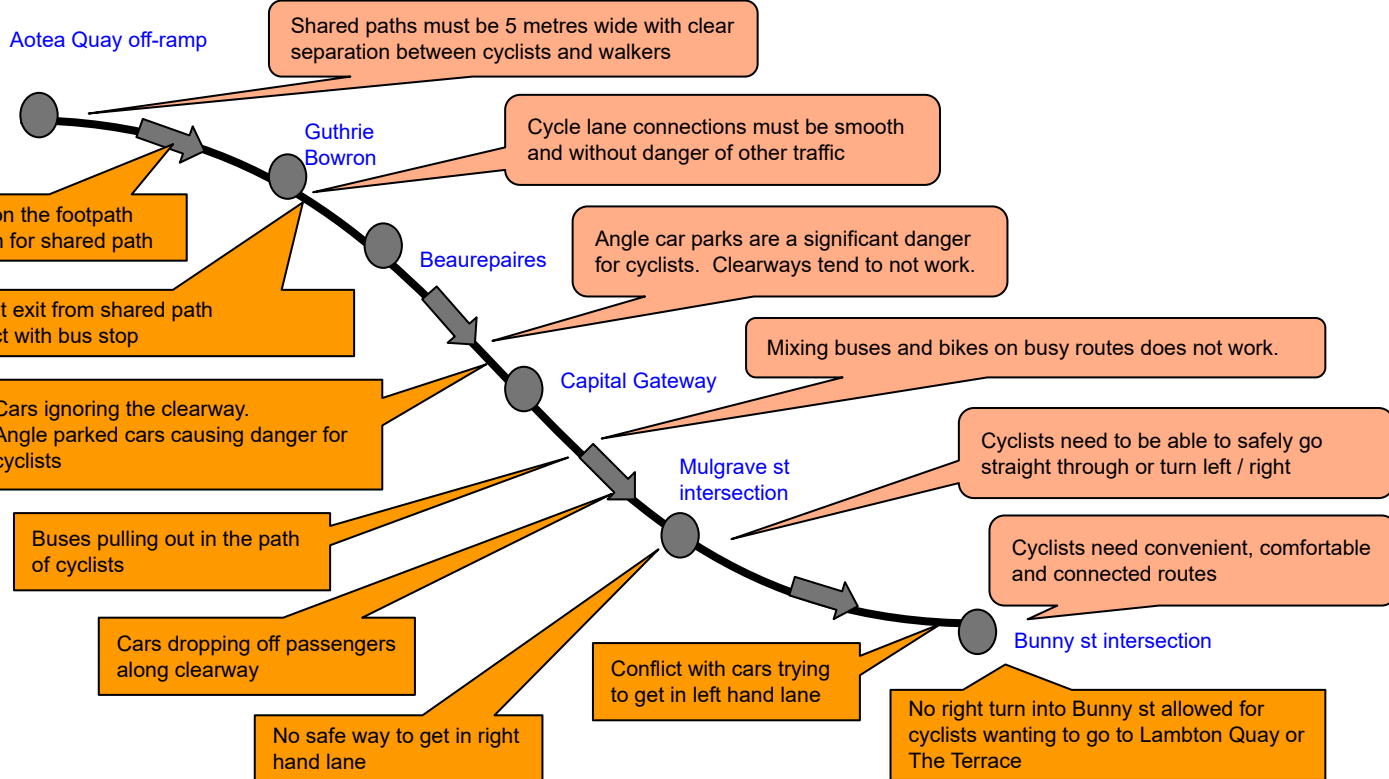 Aotea Quay off-ramp
Shared paths must be 5 metres wide with clear
separation between cyclists and walkers
Guthrie
Bowron
Cycle lane connections must be smooth
and without danger of other traffic
on the footpath
for shared path
Beaurepaires
Angle car parks are a significant danger
for cyclists.  Clearways tend to not work.
exit from shared path
with bus stop
Capital Gateway
Mixing buses and bikes on busy routes does not work.
Cars ignoring the clearway.
Angle parked cars causing danger for
cyclists
Mulgrave st
intersection
Cyclists need to be able to safely go
straight through or turn left / right
Buses pulling out in the path
of cyclists
Cyclists need convenient, comfortable
and connected routes
Cars dropping off passengers
along clearway
Conflict with cars trying
to get in left hand lane
Bunny st intersection
No safe way to get in right
hand lane
No right turn into Bunny st allowed for
cyclists wanting to go to Lambton Quay or
The Terrace